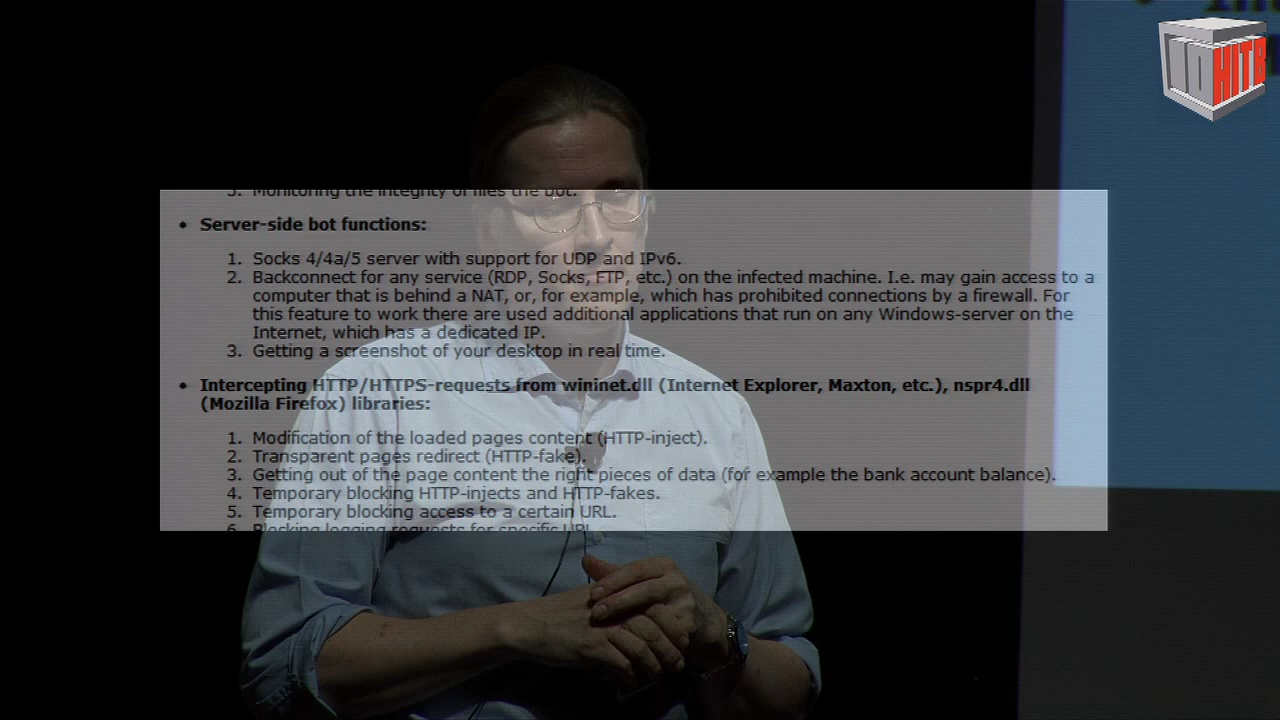 5. Monitoring the integrity of files the bot.
• Server-side bot functions:
1. Socks 4/4a/5 server with support for UDP and IPv6.
2. Backconnect for any service (RDP, Socks, FTP, etc.) on the infected machine. I.e. may gain access to a
computer that is behind a NAT, or, for example, which has prohibited connections by a firewall. For
this feature to work there are used additional applications that run on any Windows-server on the
Internet, which has a dedicated IP.
3. Getting a screenshot of your desktop in real time.
• Intercepting HTTP/HTTPS-requests from wininet.dll (Internet Explorer, Maxton, etc.), nspr4.dll
(Mozilla Firefox) libraries:
1. Modification of the loaded pages content (HTTP-inject).
2. Transparent pages redirect (HTTP-fake).
3. Getting out of the page content the right pieces of data (for example the bank account balance).
4. Temporary blocking HTTP-injects and HTTP-fakes.
5. Temporary blocking access to a certain URL.
6. Blocking logging requests for specific URL.
HITB